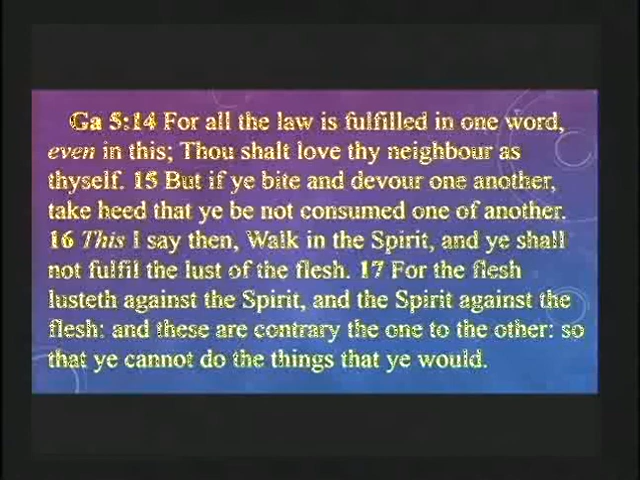 Ga 5:14 For all the law is fulfilled in one word,
even in this; Thou shalt love thy neighbour as
thyself. 15 But if ye bite and devour one another,
take heed that ye be not consumed one of another.
16 This I say then, Walk in the Spirit, and ye shall
not fulfil the lust of the flesh. 17 For the flesh
lusteth against the Spirit, and the Spirit against the
flesh: and these are contrary the one to the other: so
that ye cannot do the things that ye would.